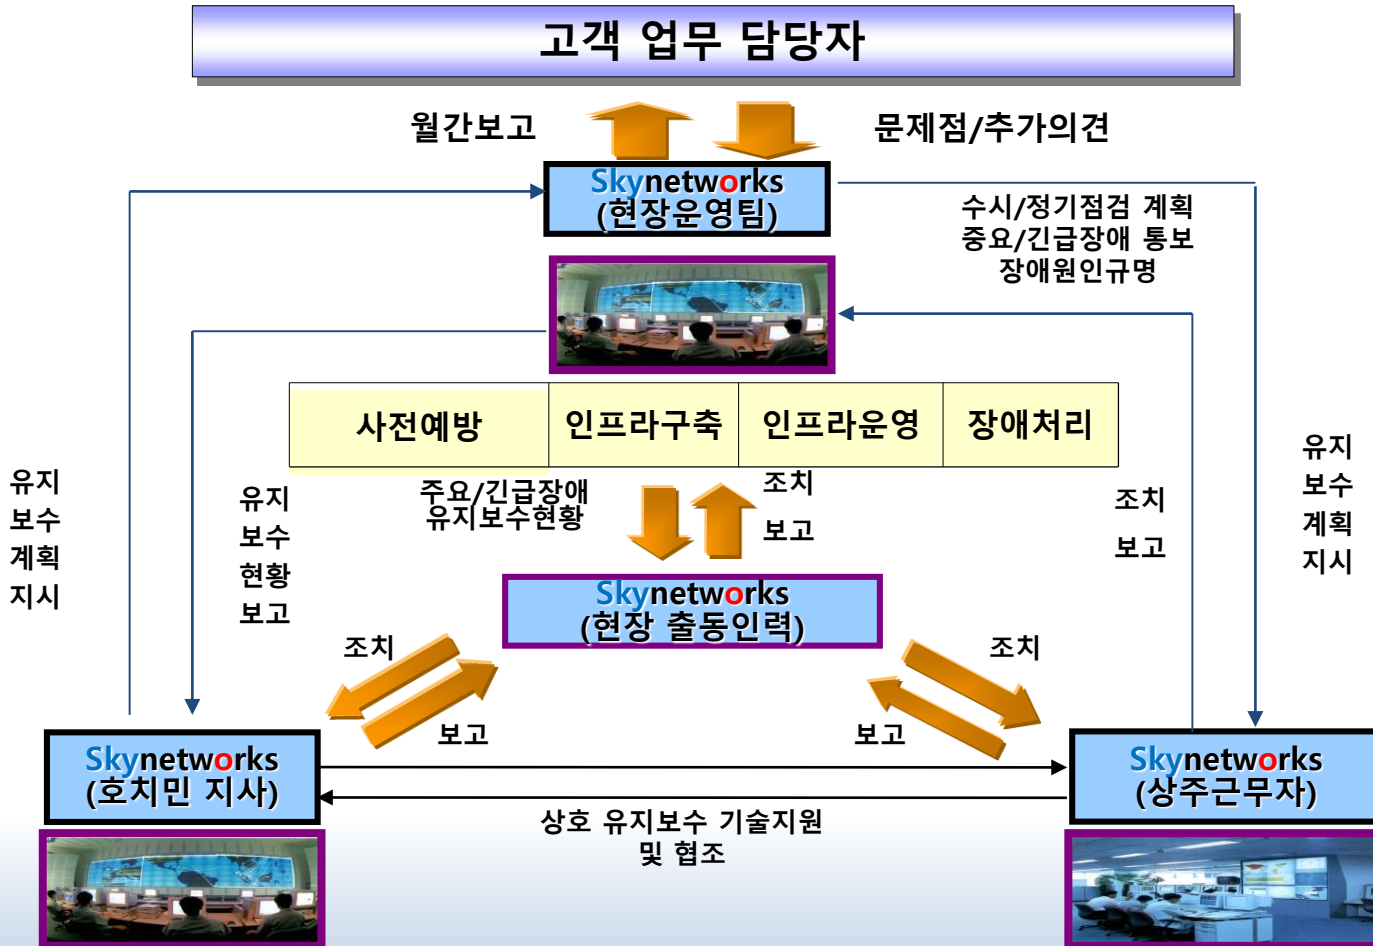 고객 업무 담당자
월간보고
문제점/추가의견
Skynetworks
(현장운영팀)
수시/정기점검 계획
중요/긴급장애 통보
장애원인규명
사전예방
인프라구축
인프라운영
장애처리
유지
보수
계획
지시
유지
보수
현황
보고
주요/긴급장애
유지보수현황
조치
보고
조치
보고
유지
보수
계획
지시
Skynetworks
(현장 출동인력)
조치
보고
조치
보고
Skynetworks
(호치민 지사)
Skynetworks
(상주근무자)
상호 유지보수 기술지원
및 협조